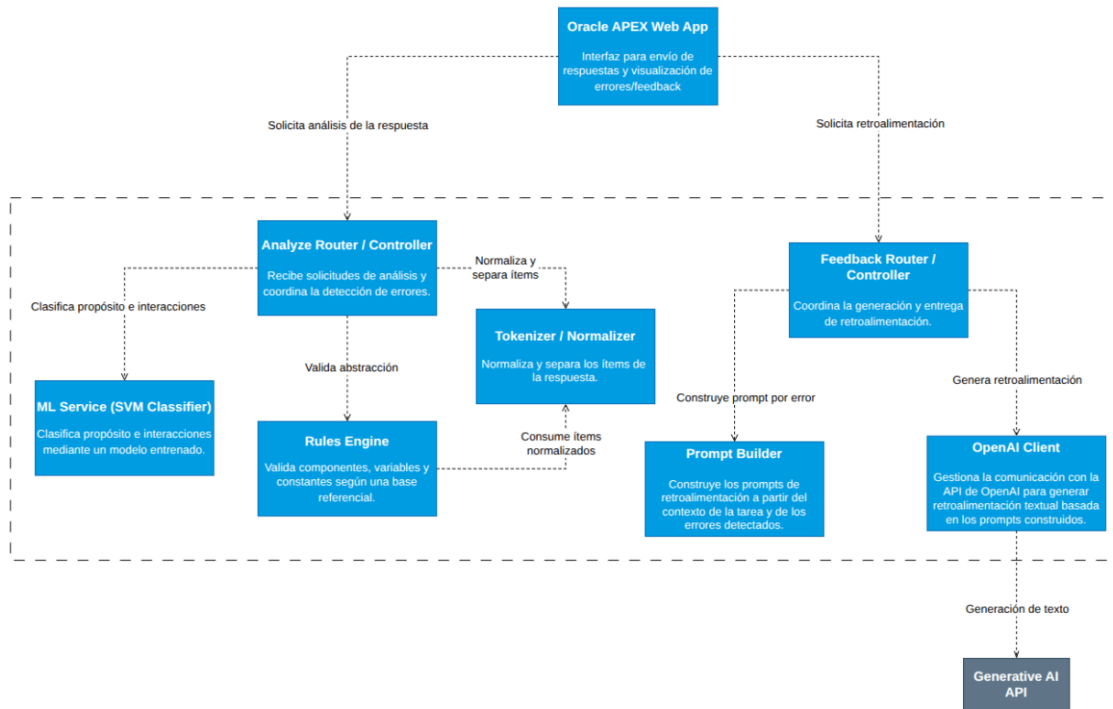 Oracle APEX Web App
Interfaz para envío de
respuestas y visualización de
errores/feedback
Solicita análisis de la respuesta
Solicita retroalimentación
Analyze Router / Controller
Recibe solicitudes de análisis y
coordina la detección de errores.
Normaliza y
separa ítems
Feedback Router /
Controller
Coordina la generación y entrega
de retroalimentación.
Clasifica propósito e interacciones
Tokenizer / Normalizer
Normaliza y separa los ítems de
la respuesta.
Valida abstracción
Genera retroalimentación
ML Service (SVM Classifier)
Clasifica propósito e interacciones
mediante un modelo entrenado.
Construye prompt por error
Rules Engine
Valida componentes, variables y
constantes según una base
referencial.
Consume ítems
normalizados
Prompt Builder
Construye los prompts de
retroalimentación a partir del
contexto de la tarea y de los
errores detectados.
OpenAI Client
Gestiona la comunicación con la
API de OpenAI para generar
retroalimentación textual basada
en los prompts construidos.
Generación de texto
Generative AI
API